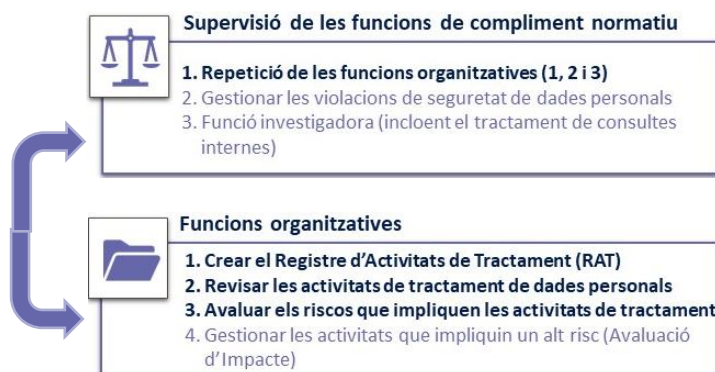 Supervisió de les funcions de compliment normatiu
1. Repetició de les funcions organitzatives (1, 2 i 3)
2. Gestionar les violacions de seguretat de dades personals
3. Funció investigadora (incloent el tractament de consultes
internes)
Funcions organitzatives
1. Crear el Registre d'Activitats de Tractament (RAT)
2. Revisar les activitats de tractament de dades personals
3. Avaluar els riscos que impliquen les activitats de tractament
4. Gestionar les activitats que impliquin un alt risc (Avaluació
d'Impacte)